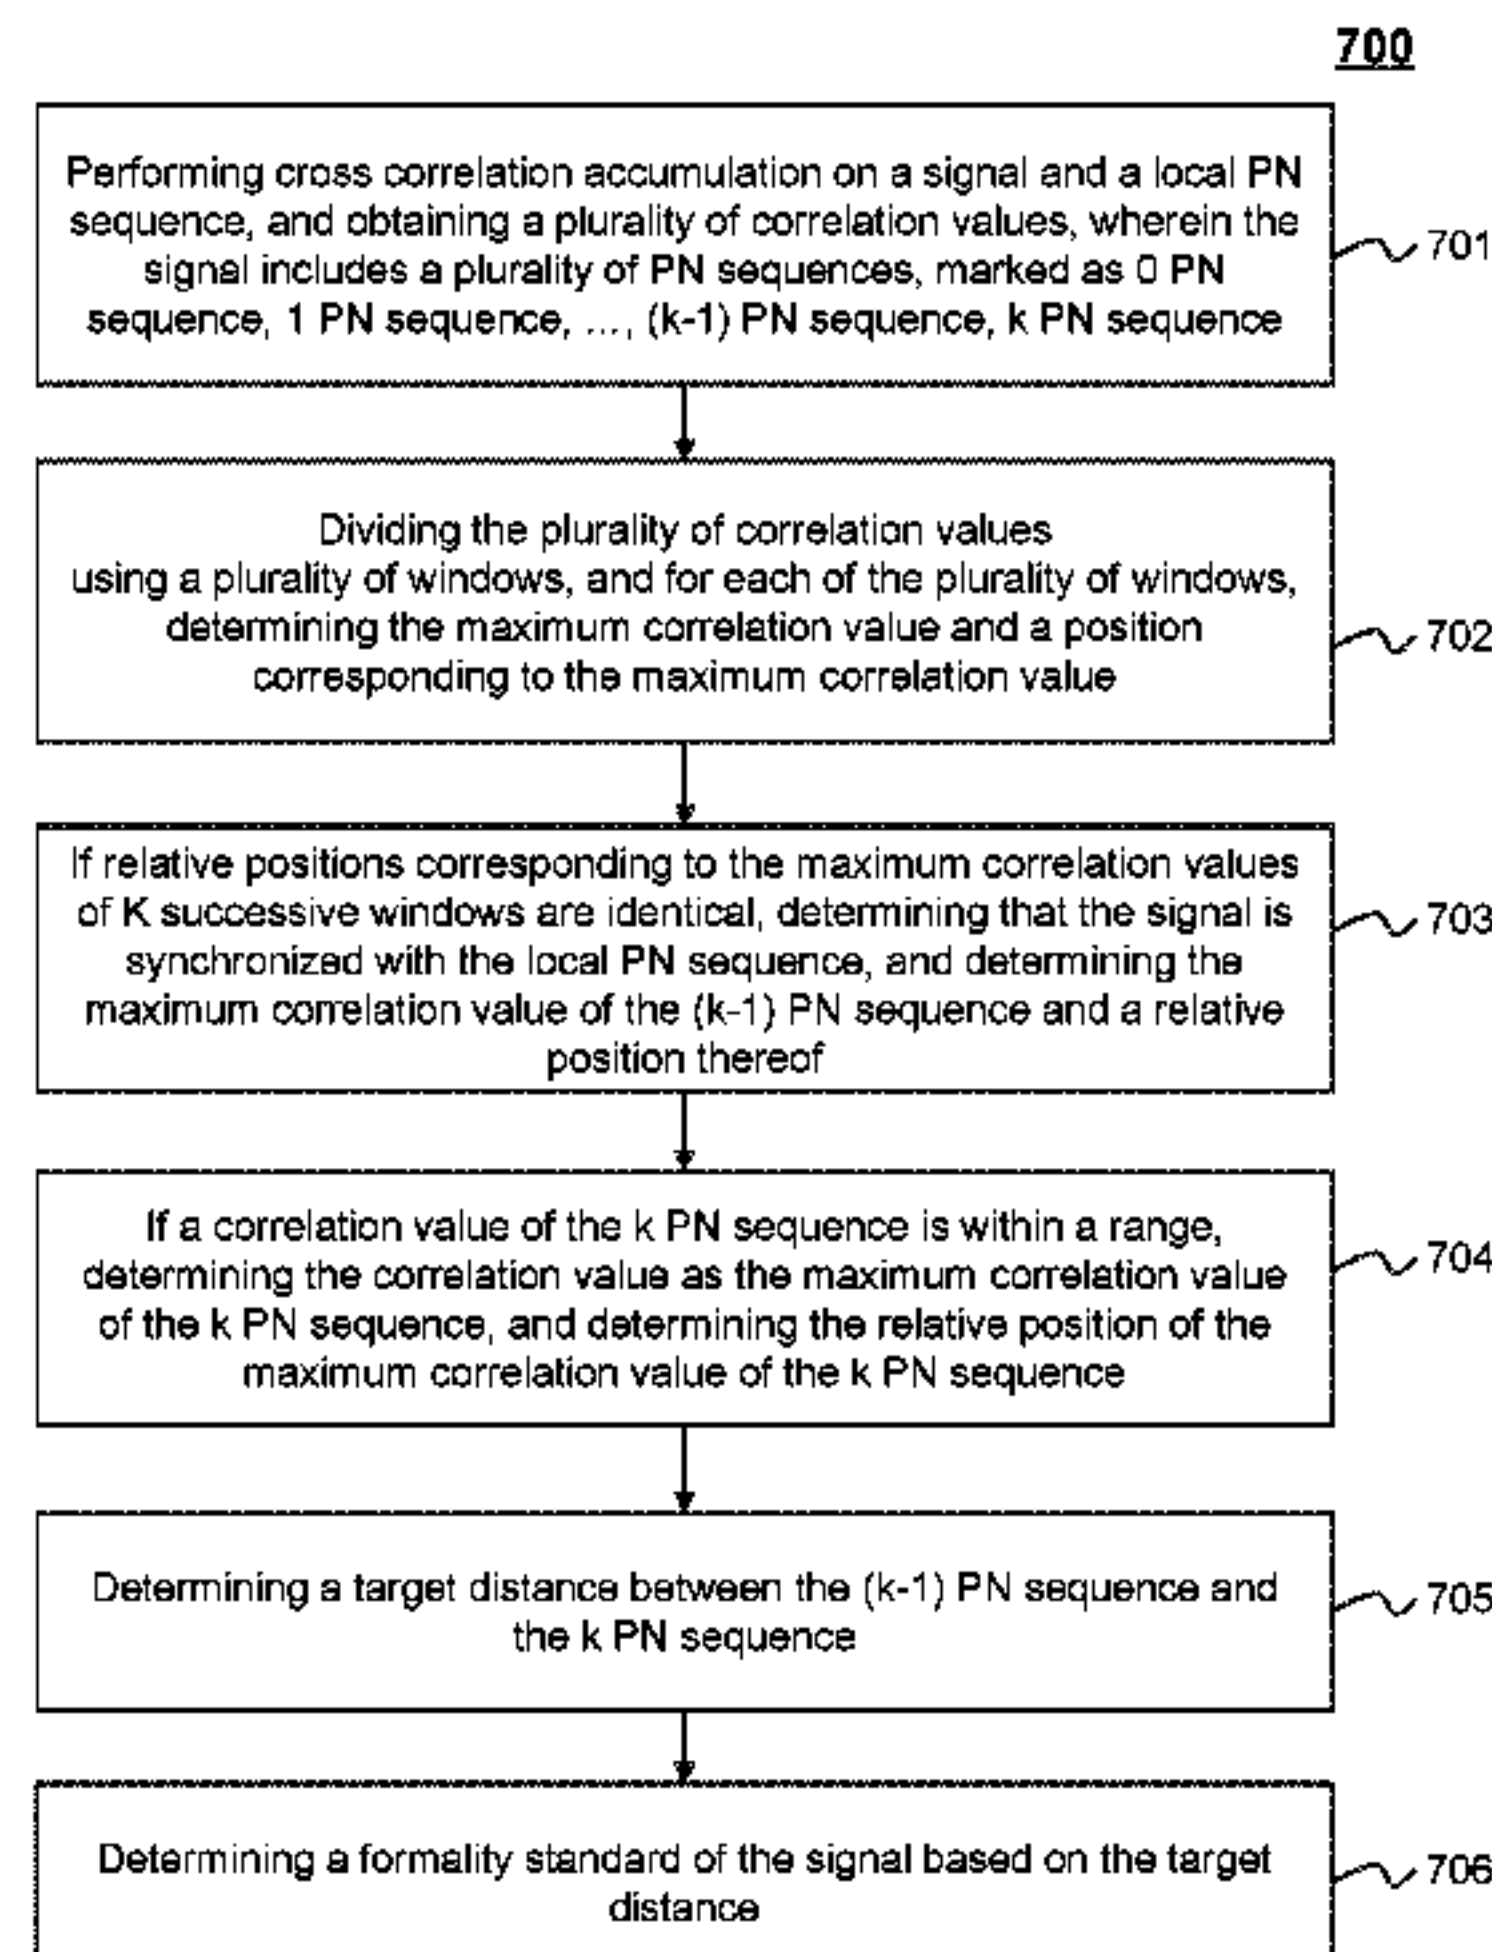 700
Performing cross correlation accumulation on a signal and a local PN
sequence, and obtaining a plurality of correlation values, wherein the
signal includes a plurality of PN sequences, marked as 0 PN
sequence, 1 PN sequence, ..., (k-1) PN sequence, k PN sequence
701
Dividing the plurality of correlation values
using a plurality of windows, and for each of the plurality of windows,
determining the maximum correlation value and a position
corresponding to the maximum correlation value
702
If relative positions corresponding to the maximum correlation values
of K successive windows are identical, determining that the signal is
synchronized with the local PN sequence, and determining the
maximum correlation value of the (k-1) PN sequence and a relative
position thereof
703
If a correlation value of the k PN sequence is within a range,
determining the correlation value as the maximum correlation value
of the k PN sequence, and determining the relative position of the
maximum correlation value of the k PN sequence
704
Determining a target distance between the (k-1) PN sequence and
the k PN sequence
705
Determining a formality standard of the signal based on the target
distance
706